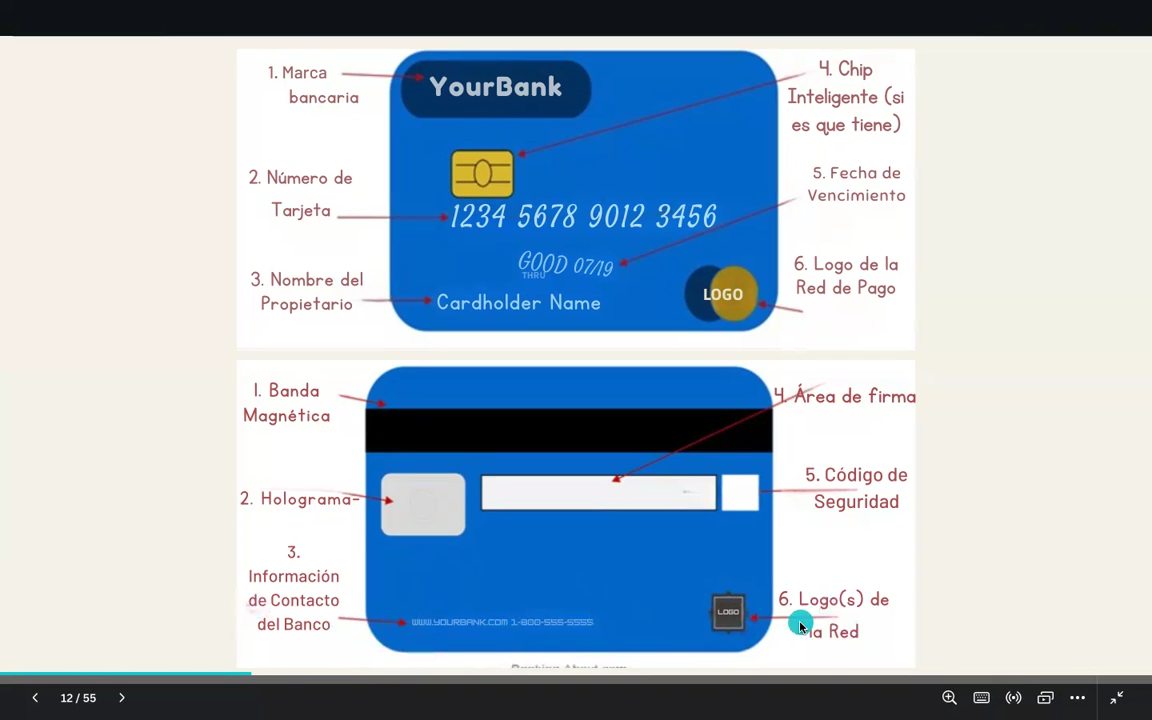 1. Marca
bancaria
YourBank
4. Chip
Inteligente (si
es que tiene)
2. Número de
Tarjeta
1234 5678 9012 3456
5. Fecha de
Vencimiento
GOOD 07/19
THRU
3. Nombre del
Propietario
Cardholder Name
LOGO
6. Logo de la
Red de Pago
1. Banda
Magnética
4. Área de firma
2. Holograma-
5. Código de
Seguridad
3.
Información
de Contacto
del Banco
WWW.YOURBANK.COM 1-800-555-5555
LOGO
6. Logo(s) de
la Red
12 / 55